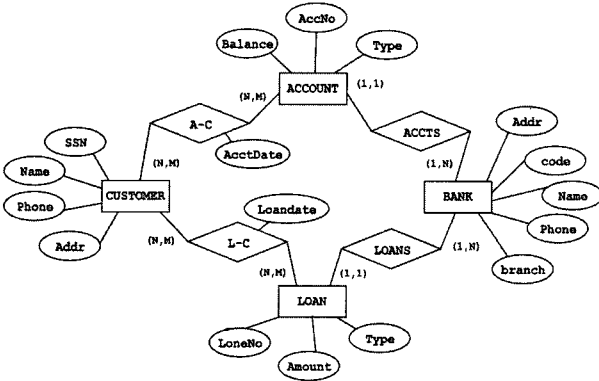 AccNo
Balance
Type
(N,M)
ACCOUNT
(1,1)
A-C
ACCTS
Addr
SSN
(N,M)
AcctDate
(1,N)
code
Name
CUSTOMER
BANK
Name
Phone
Loandate
Phone
Addr
(N,M)
L-C
LOANS
(1,N)
(N,M)
(1,1)
branch
LOAN
LoneNo
Type
Amount